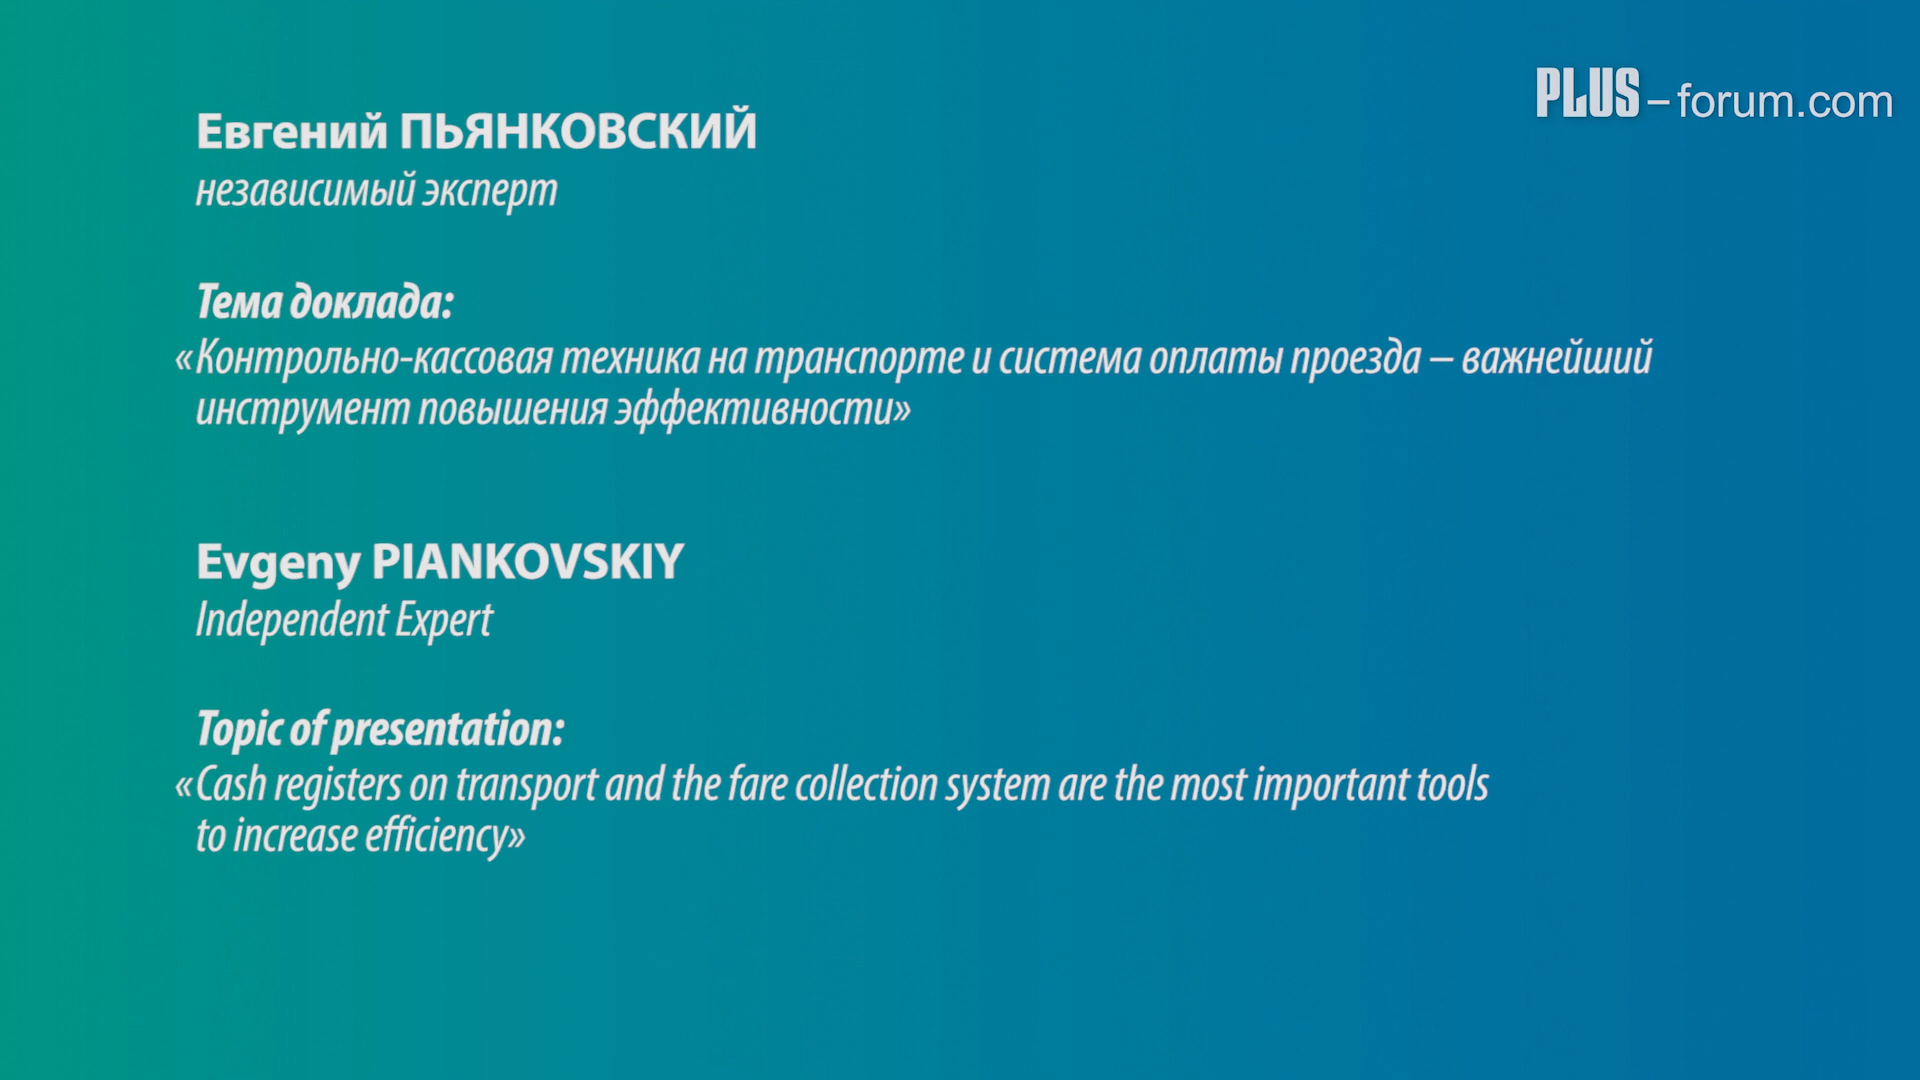 PLUS – forum.com
Евгений ПЬЯНКОВСКИЙ
независимый эксперт
Тема доклада:
«Контрольно-кассовая техника на транспорте и система оплаты проезда – важнейший
инструмент повышения эффективности»
Evgeny PIANKOVSKIY
Independent Expert
Topic of presentation:
«Cash registers on transport and the fare collection system are the most important tools
to increase efficiency»